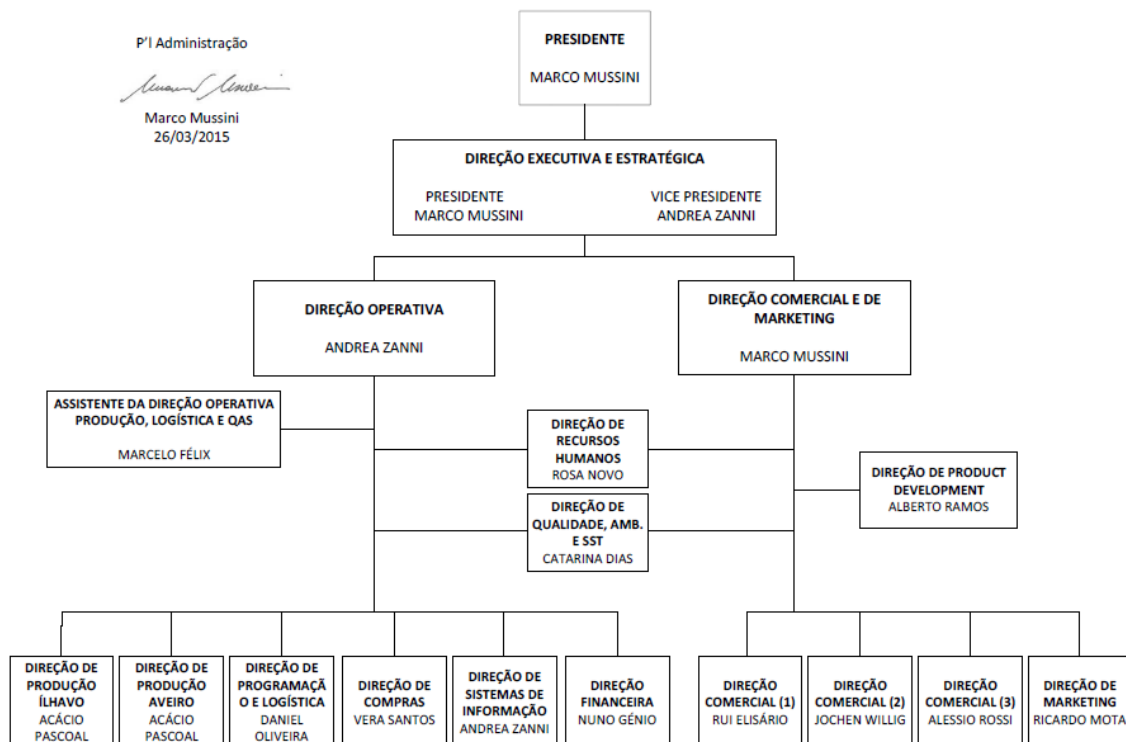 P'l Administração
Marco Mussini
26/03/2015
PRESIDENTE
MARCO MUSSINI
DIREÇÃO EXECUTIVA E ESTRATÉGICA
PRESIDENTE
MARCO MUSSINI
VICE PRESIDENTE
ANDREA ZANNI
DIREÇÃO OPERATIVA
ANDREA ZANNI
DIREÇÃO COMERCIAL E DE
MARKETING
MARCO MUSSINI
ASSISTENTE DA DIREÇÃO OPERATIVA
PRODUÇÃO, LOGÍSTICA E QAS
MARCELO FÉLIX
DIREÇÃO DE
RECURSOS
HUMANOS
ROSA NOVO
DIREÇÃO DE PRODUCT
DEVELOPMENT
ALBERTO RAMOS
DIREÇÃO DE
QUALIDADE, AMB.
E SST
CATARINA DIAS
DIREÇÃO DE
PRODUÇÃO
ÍLHAVO
ACÁCIO
PASCOAL
DIREÇÃO DE
PRODUÇÃO
AVEIRO
ACÁCIO
PASCOAL
DIREÇÃO DE
PROGRAMAÇÃ
O E LOGÍSTICA
DANIEL
OLIVEIRA
DIREÇÃO DE
COMPRAS
VERA SANTOS
DIREÇÃO DE
SISTEMAS DE
INFORMAÇÃO
ANDREA ZANNI
DIREÇÃO
FINANCEIRA
NUNO GÉNIO
DIREÇÃO
COMERCIAL (1)
RUI ELISÁRIO
DIREÇÃO
COMERCIAL (2)
JOCHEN WILLIG
DIREÇÃO
COMERCIAL (3)
ALESSIO ROSSI
DIREÇÃO DE
MARKETING
RICARDO MOTA